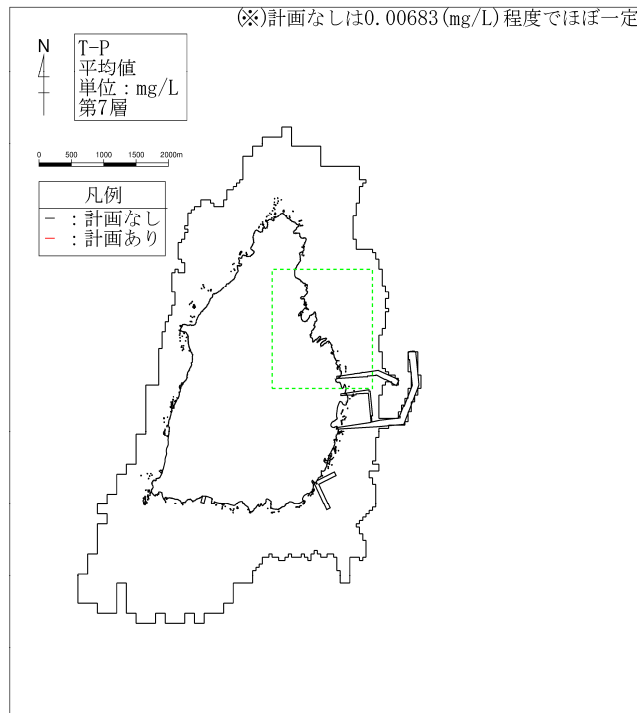 (※)計画なしは0.00683(mg/L)程度でほぼ一定
N
T-P
平均値
単位：mg/L
第7層
0 500 1000 1500 2000m
凡例
－ ：計画なし
－ ：計画あり